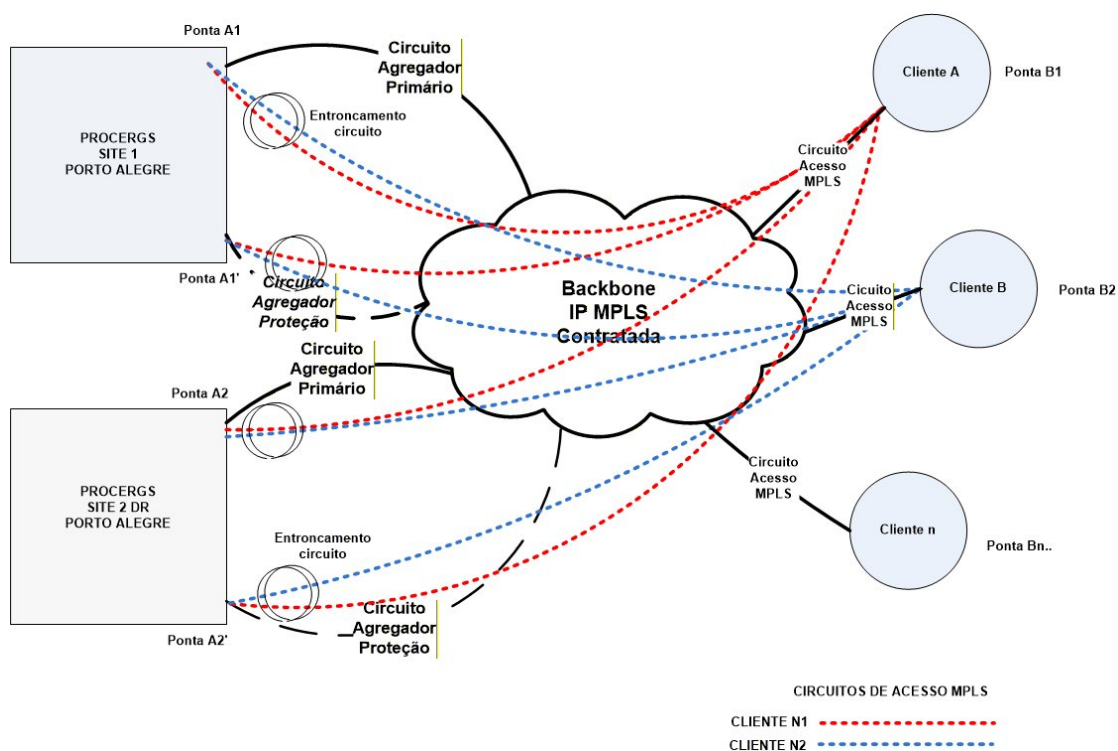 Ponta A1
Circuito
Agregador
Primário
Cliente A
Ponta B1
Entroncamento
circuito
PROCERGS
SITE 1
PORTO ALEGRE
Circuito
Acesso
MPLS
Ponta A1'
Circuito
Agregador
Proteção
Backbone
IP MPLS
Contratada
Cicuito
Acesso
MPLS
Cliente B
Ponta B2
Circuito
Agregador
Primário
Ponta A2
PROCERGS
SITE 2 DR
PORTO ALEGRE
Circuito
Acesso
MPLS
Cliente n
Ponta Bn..
Entroncamento
circuito
Circuito
Agregador
Proteção
Ponta A2'
CIRCUITOS DE ACESSO MPLS
CLIENTE N1
CLIENTE N2